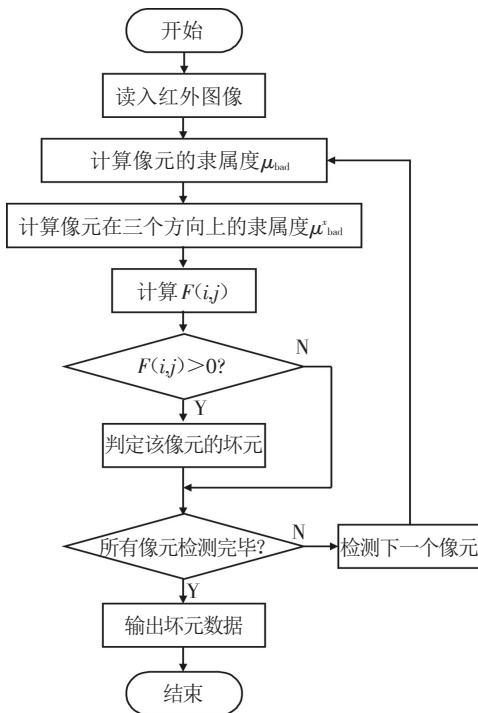 开始
读入红外图像
计算像元的隶属度μbad
计算像元在三个方向上的隶属度μxbad
计算F(i,j)
F(i,j)>0?
N
Y
判定该像元的坏元
所有像元检测完毕?
N
检测下一个像元
Y
输出坏元数据
结束